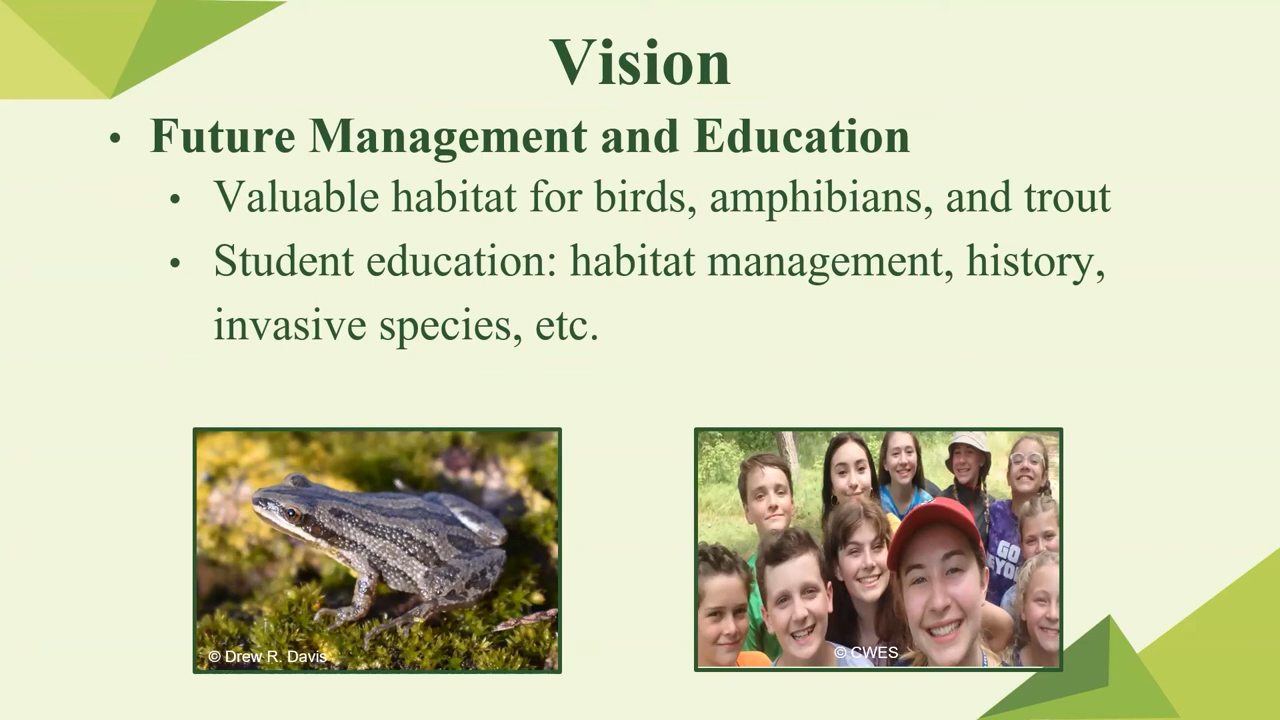 Vision
• Future Management and Education
• Valuable habitat for birds, amphibians, and trout
• Student education: habitat management, history,
invasive species, etc.
GO
© Drew R. Davis
© CWES